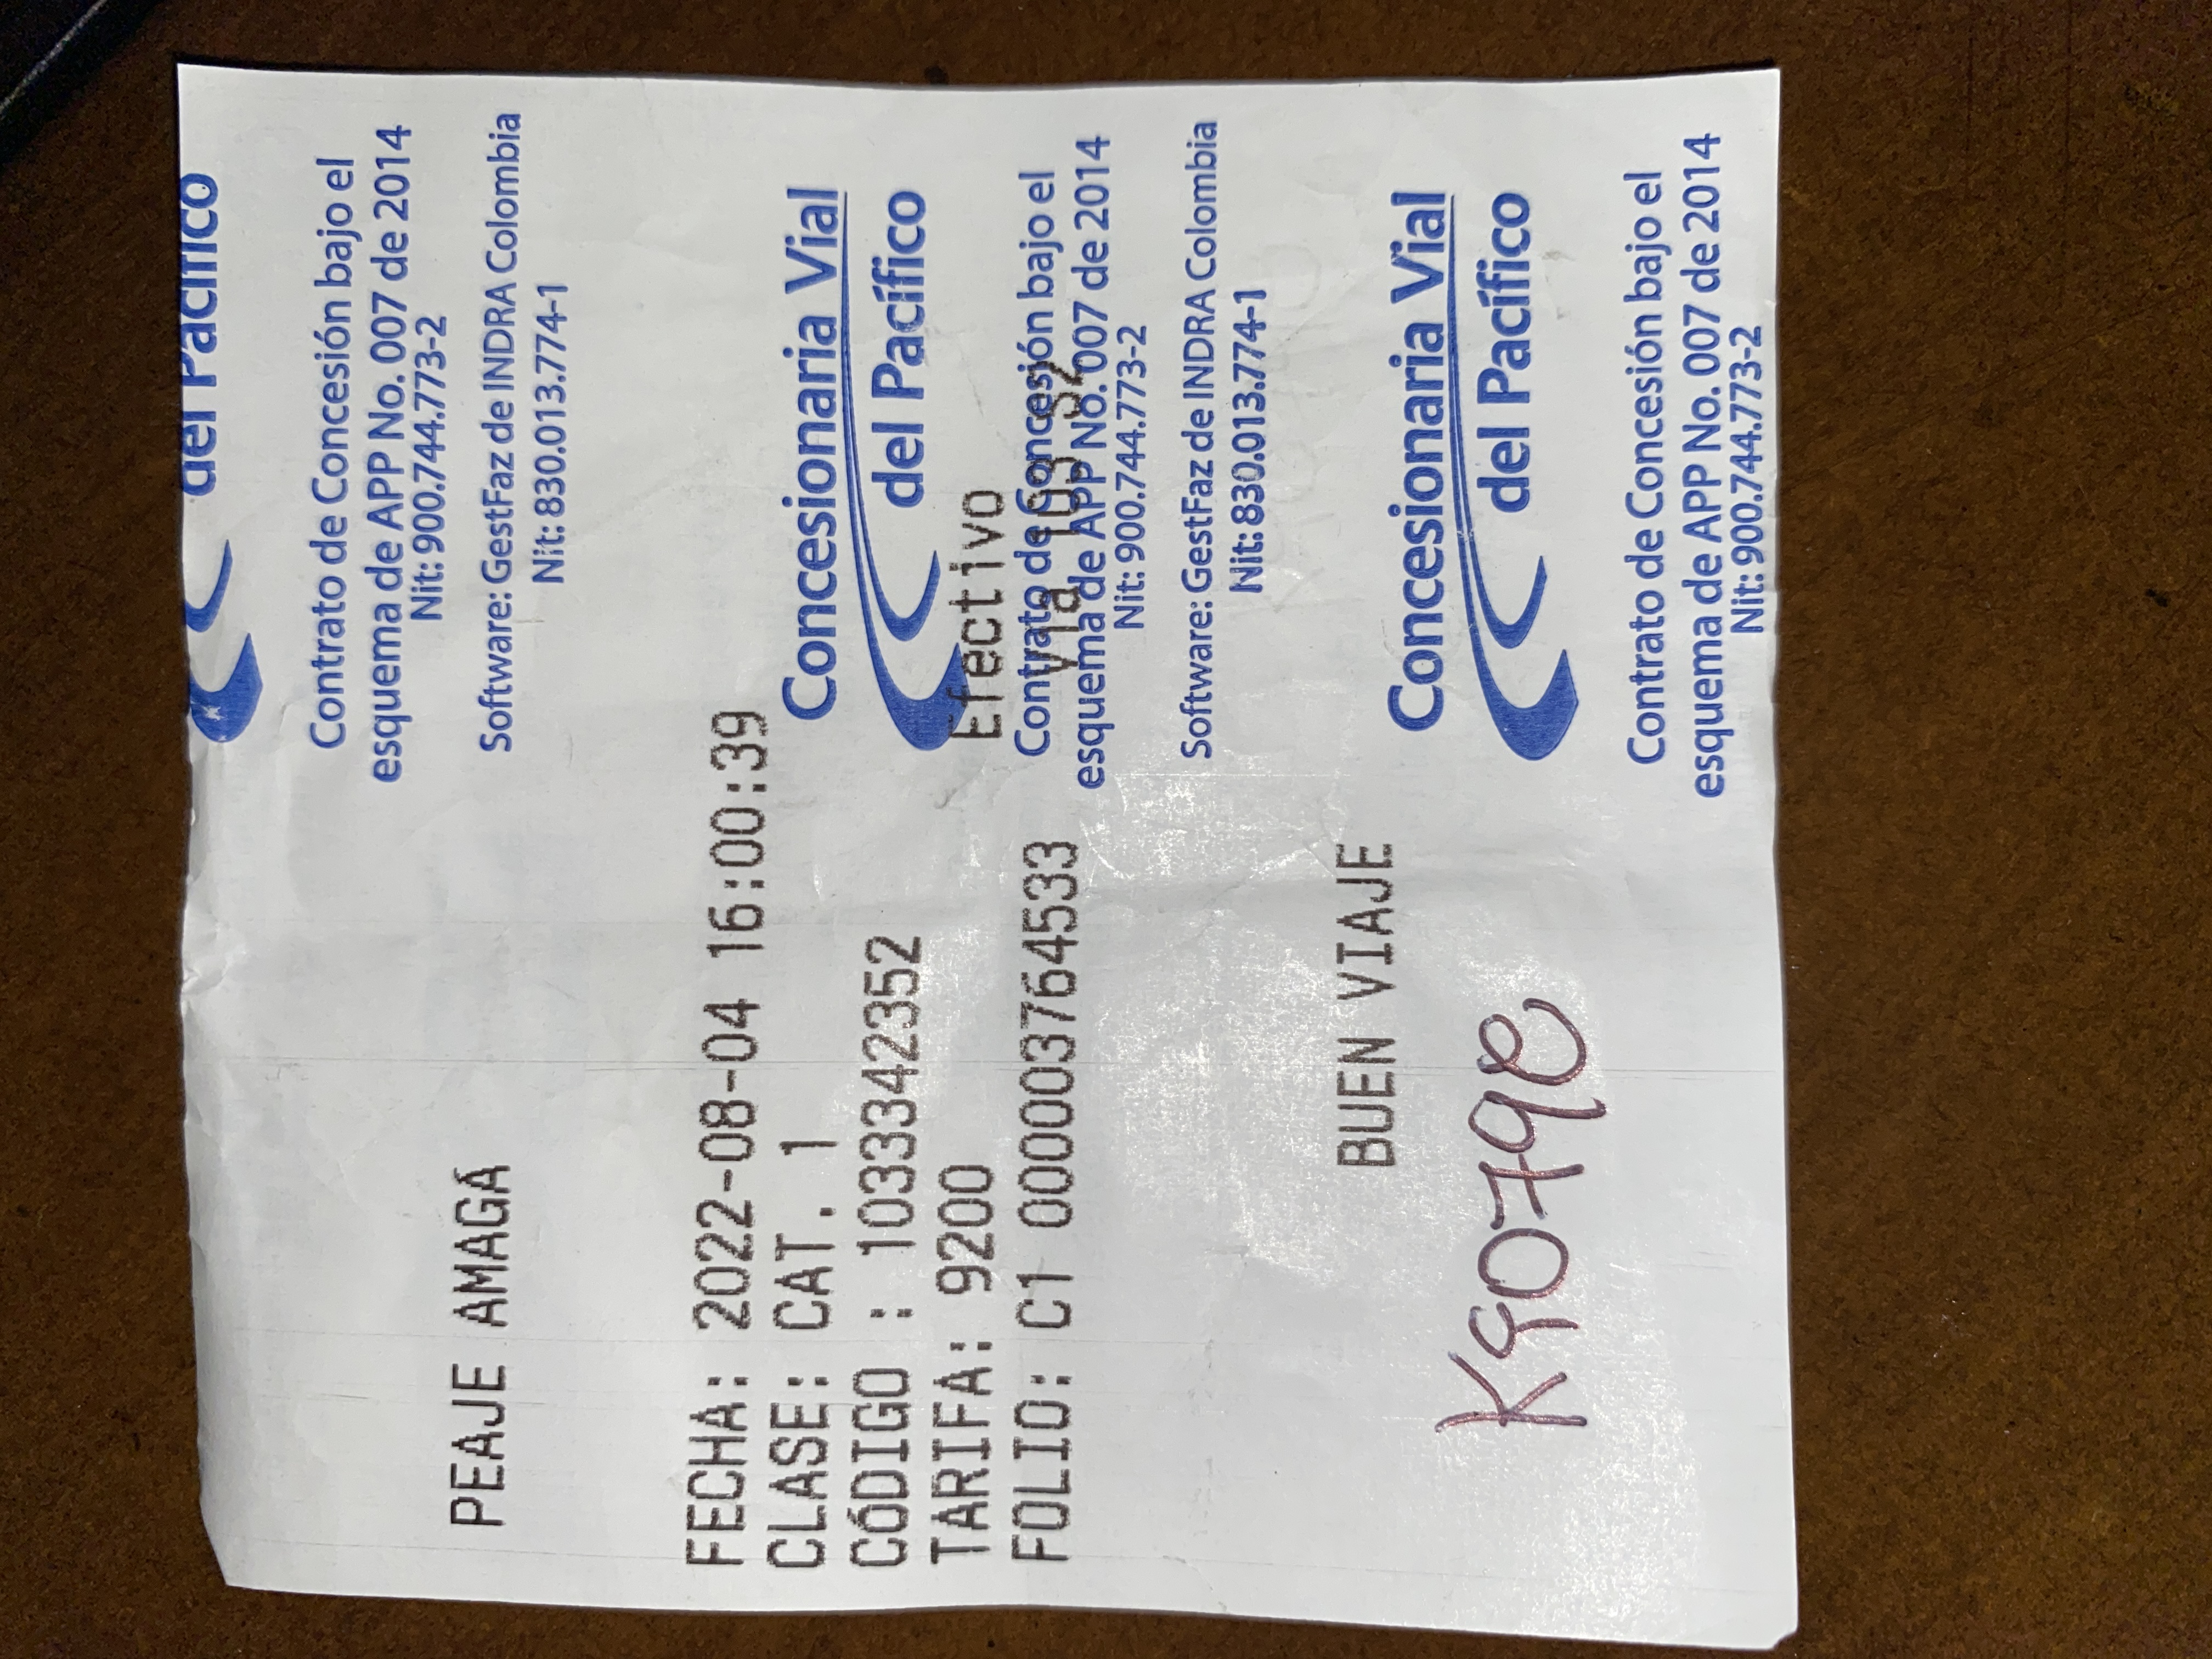 del Pacífico
Contrato de Concesión bajo el
esquema de APP No. 007 de 2014
Nit: 900.744.773-2
Software: GestFaz de INDRA Colombia
Nit: 830.013.774-1
PEAJE AMAGÁ
FECHA: 2022-08-04 16:00:39
CLASE: CAT. 1
CÓDIGO : 1033342352
TARIFA: 9200 Efectivo
FOLIO: C1 000003764533
Concesionaria Vial
del Pacífico
Contrato de Concesión bajo el
esquema de APP No. 007 de 2014
Nit: 900.744.773-2
Software: GestFaz de INDRA Colombia
Nit: 830.013.774-1
BUEN VIAJE
Concesionaria Vial
del Pacífico
Contrato de Concesión bajo el
esquema de APP No. 007 de 2014
Nit: 900.744.773-2